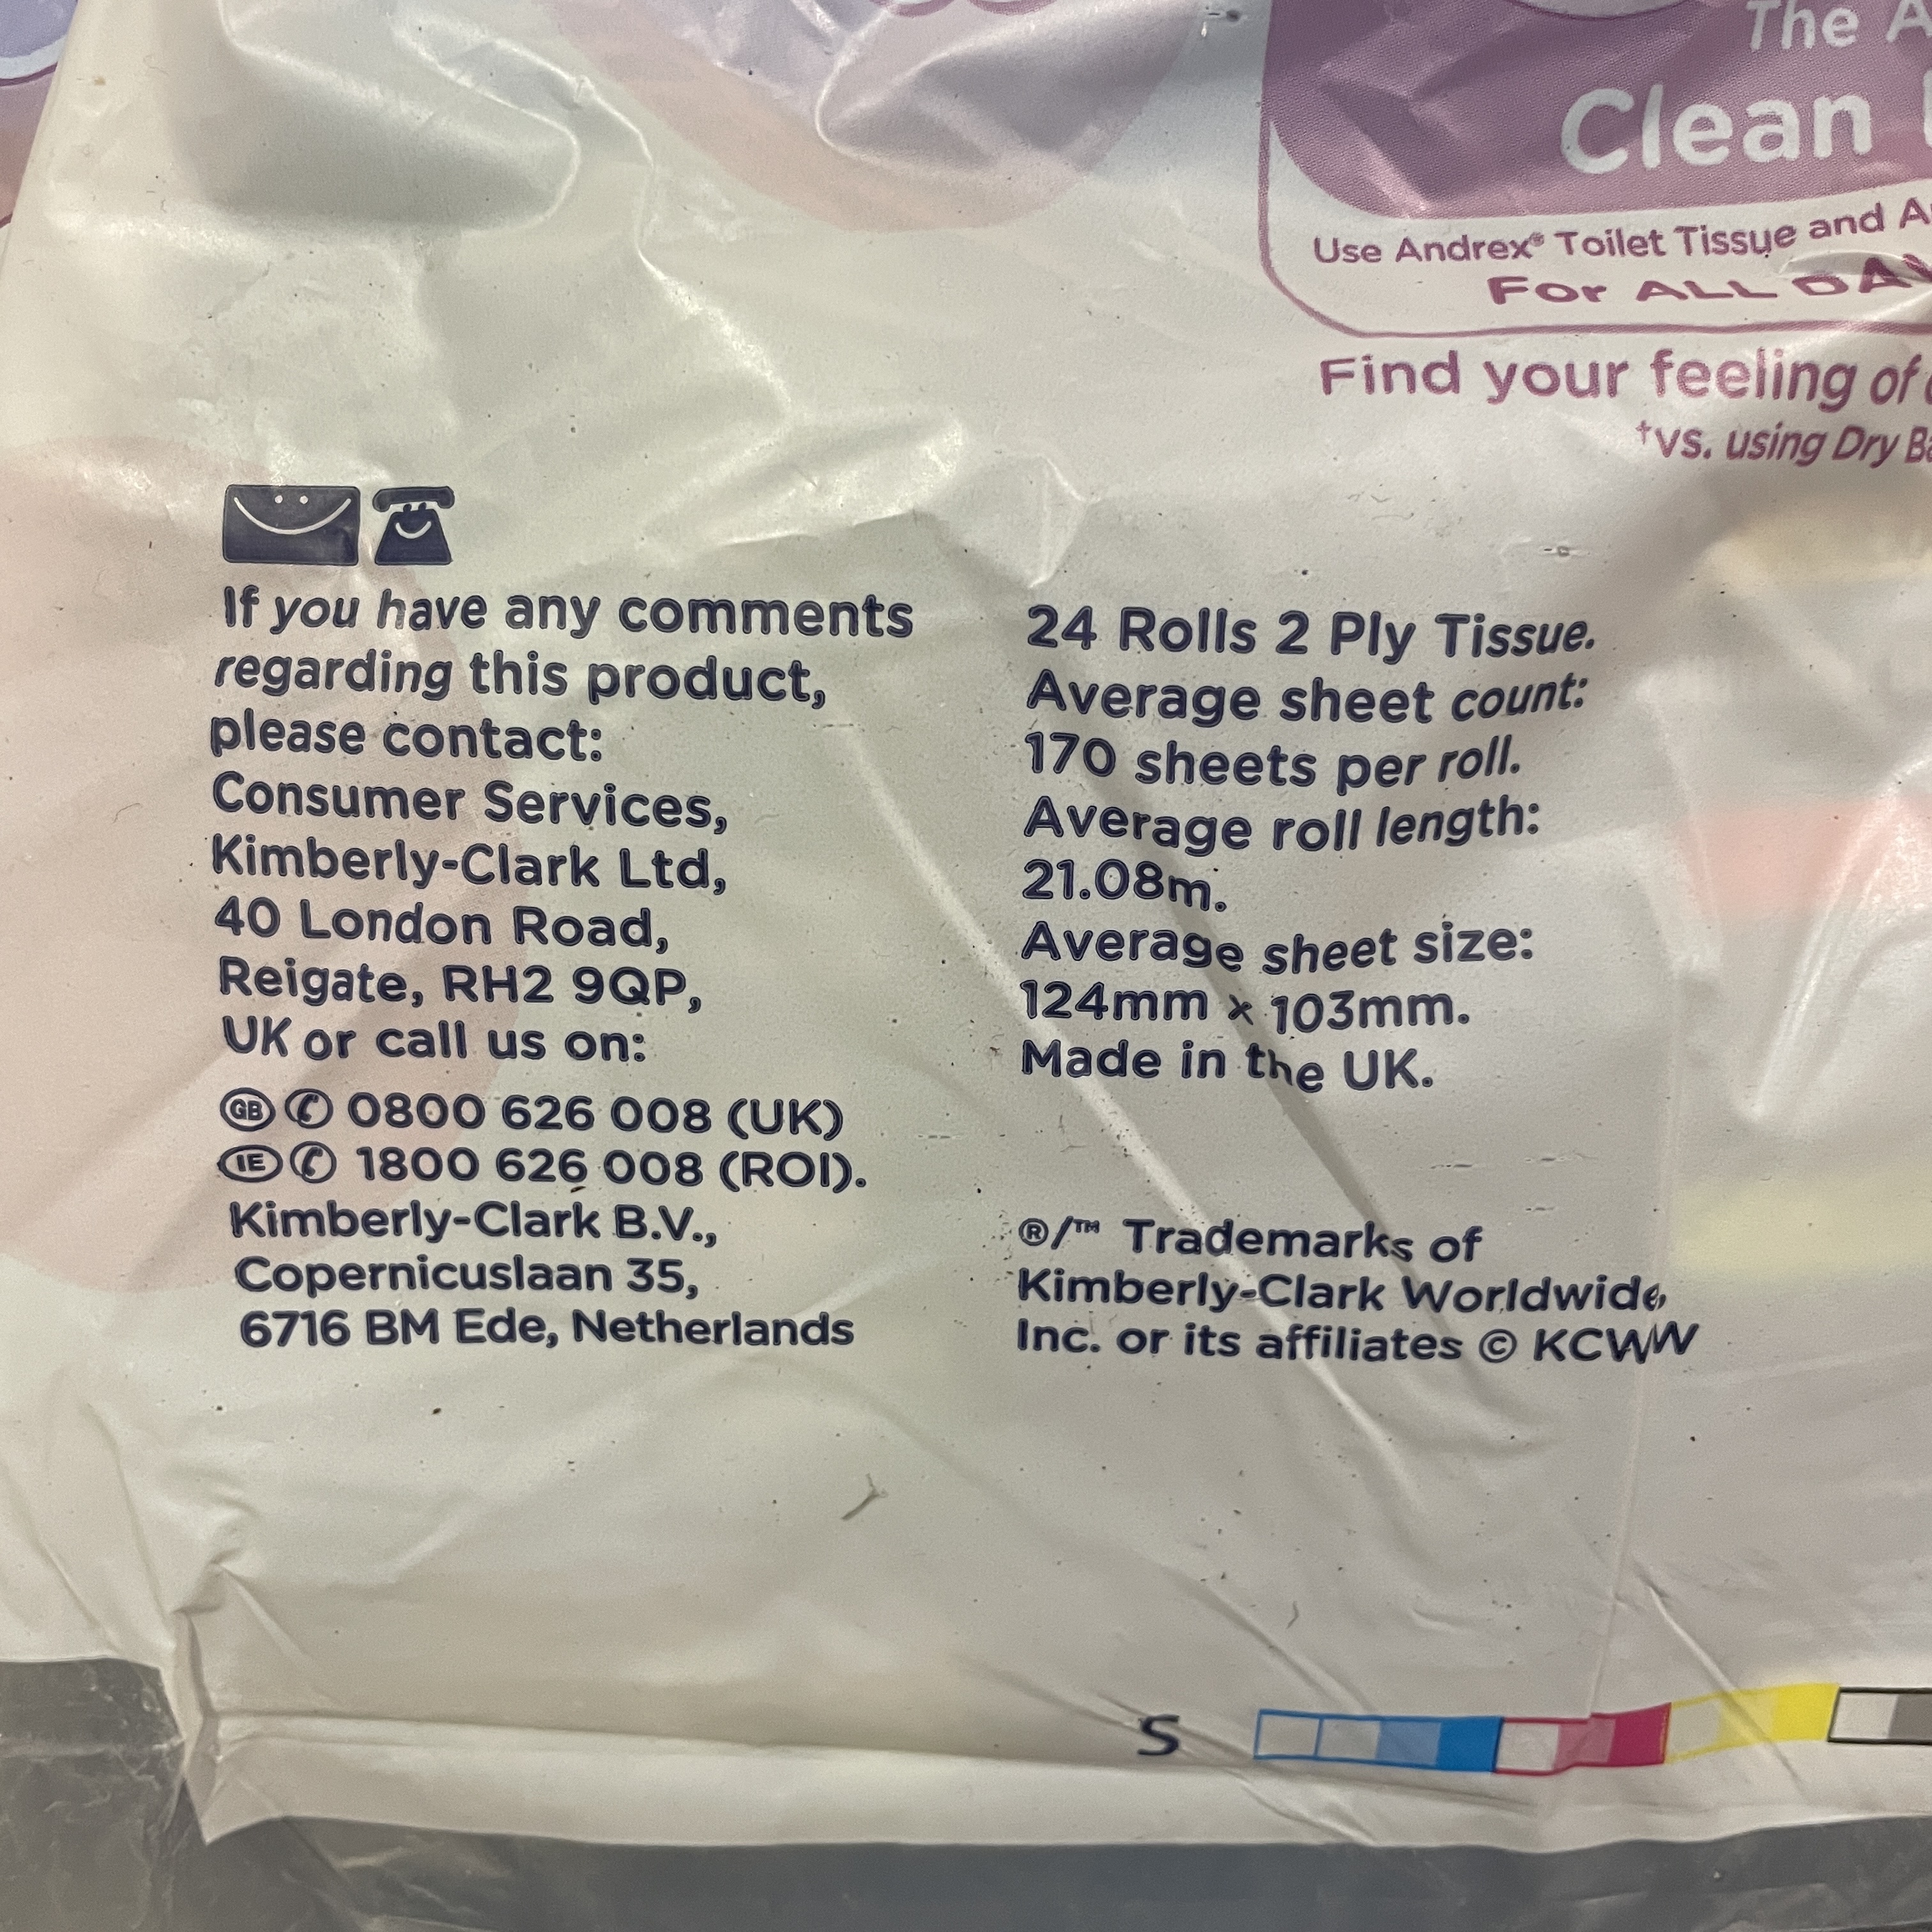 The
Clean
Use Andrex® Toilet Tissue and
For ALL DAY
Find your feeling of
†vs. using Dry
If you have any comments
regarding this product,
please contact:
Consumer Services,
Kimberly-Clark Ltd,
40 London Road,
Reigate, RH2 9QP,
UK or call us on:
GB 0800 626 008 (UK)
IE 1800 626 008 (ROI).
Kimberly-Clark B.V.,
Copernicuslaan 35,
6716 BM Ede, Netherlands
24 Rolls 2 Ply Tissue.
Average sheet count:
170 sheets per roll.
Average roll length:
21.08m.
Average sheet size:
124mm x 103mm.
Made in the UK.
®/™ Trademarks of
Kimberly-Clark Worldwide,
Inc. or its affiliates © KCWW
S